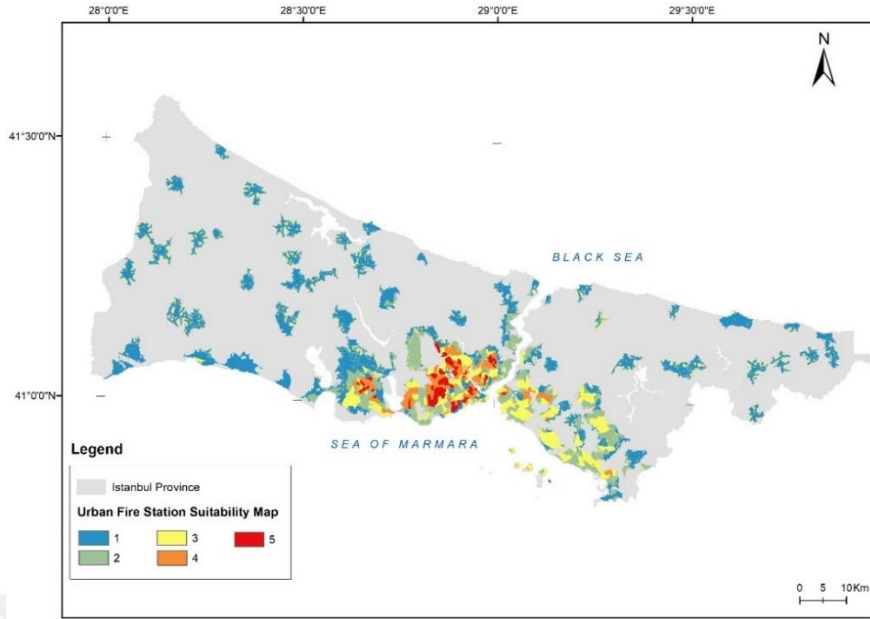 28°0'0"E 28°30'0"E 29°0'0"E 29°30'0"E
N
41°30'0"N
BLACK SEA
41°0'0"N
SEA OF MARMARA
Legend
Istanbul Province
Urban Fire Station Suitability Map
1 3 5
2 4
0 5 10Km